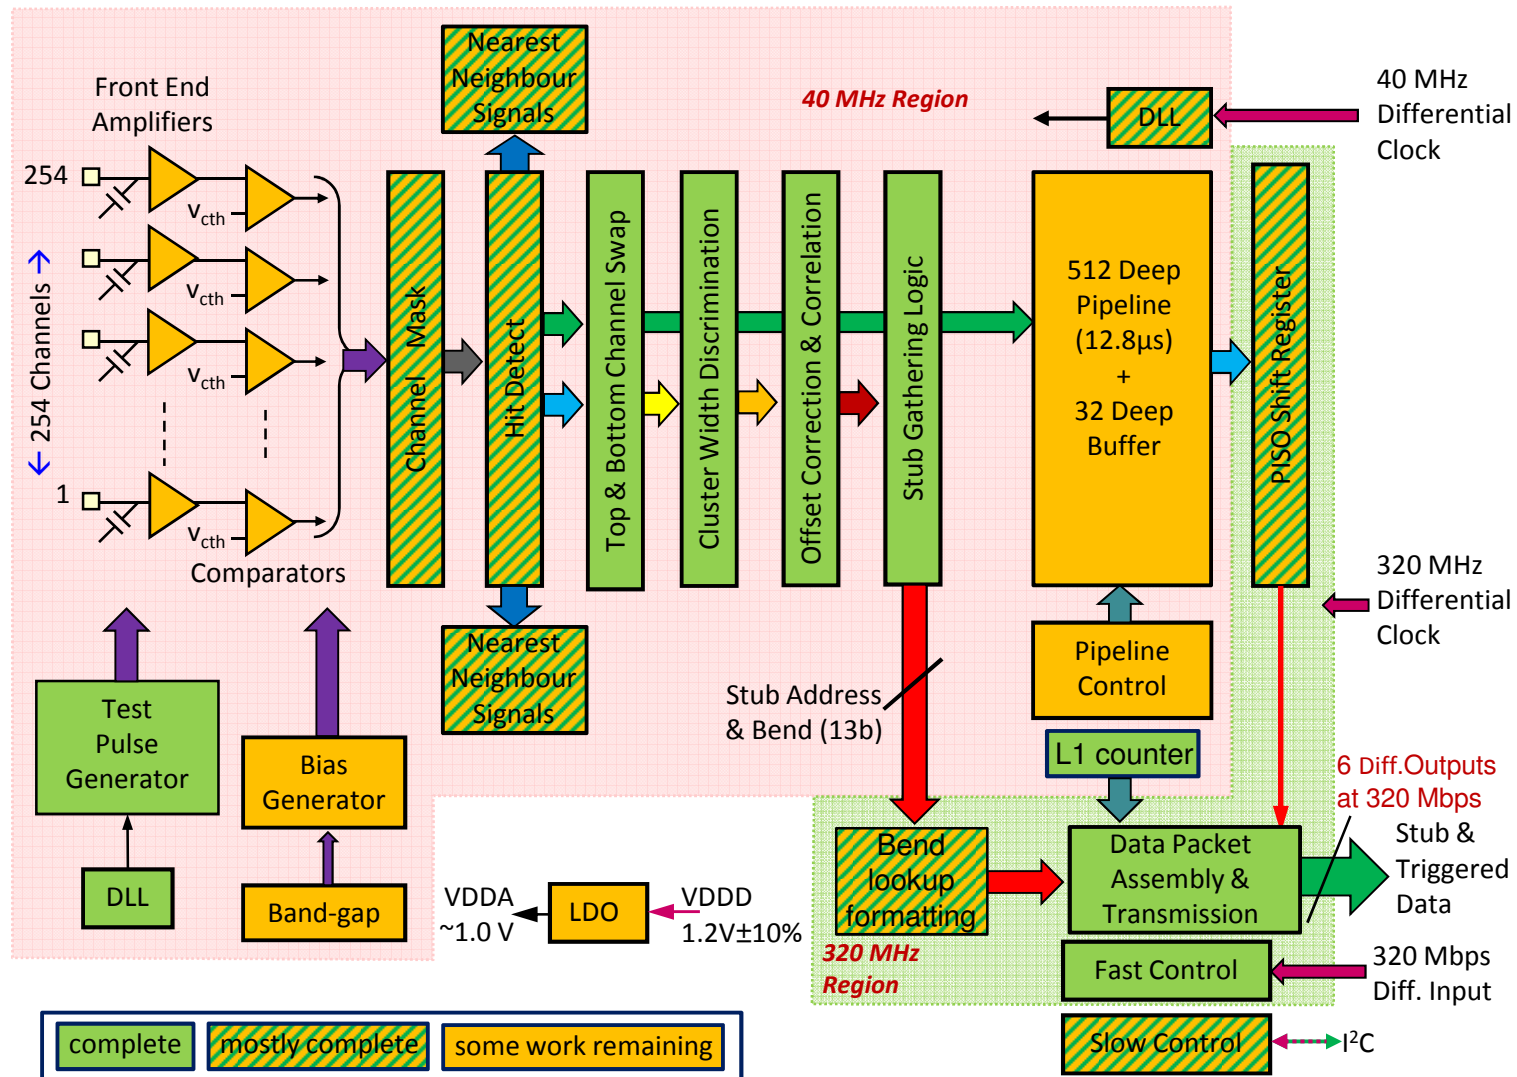 Front End
Amplifiers
254
← 254 Channels →
1
Vcth
Vcth
Vcth
Vcth
Comparators
Nearest
Neighbour
Signals
Channel Mask
Hit Detect
Nearest
Neighbour
Signals
Top & Bottom Channel Swap
Cluster Width Discrimination
Offset Correction & Correlation
Stub Gathering Logic
40 MHz Region
DLL
40 MHz
Differential
Clock
512 Deep
Pipeline
(12.8µs)
+
32 Deep
Buffer
PISO Shift Register
320 MHz
Differential
Clock
Pipeline
Control
Stub Address
& Bend (13b)
L1 counter
Test
Pulse
Generator
Bias
Generator
DLL
Band-gap
VDDA
~1.0 V
LDO
VDDD
1.2V±10%
Bend
lookup
formatting
Data Packet
Assembly &
Transmission
6 Diff.Outputs
at 320 Mbps
Stub &
Triggered
Data
320 MHz
Region
Fast Control
320 Mbps
Diff. Input
Slow Control
I²C
complete
mostly complete
some work remaining